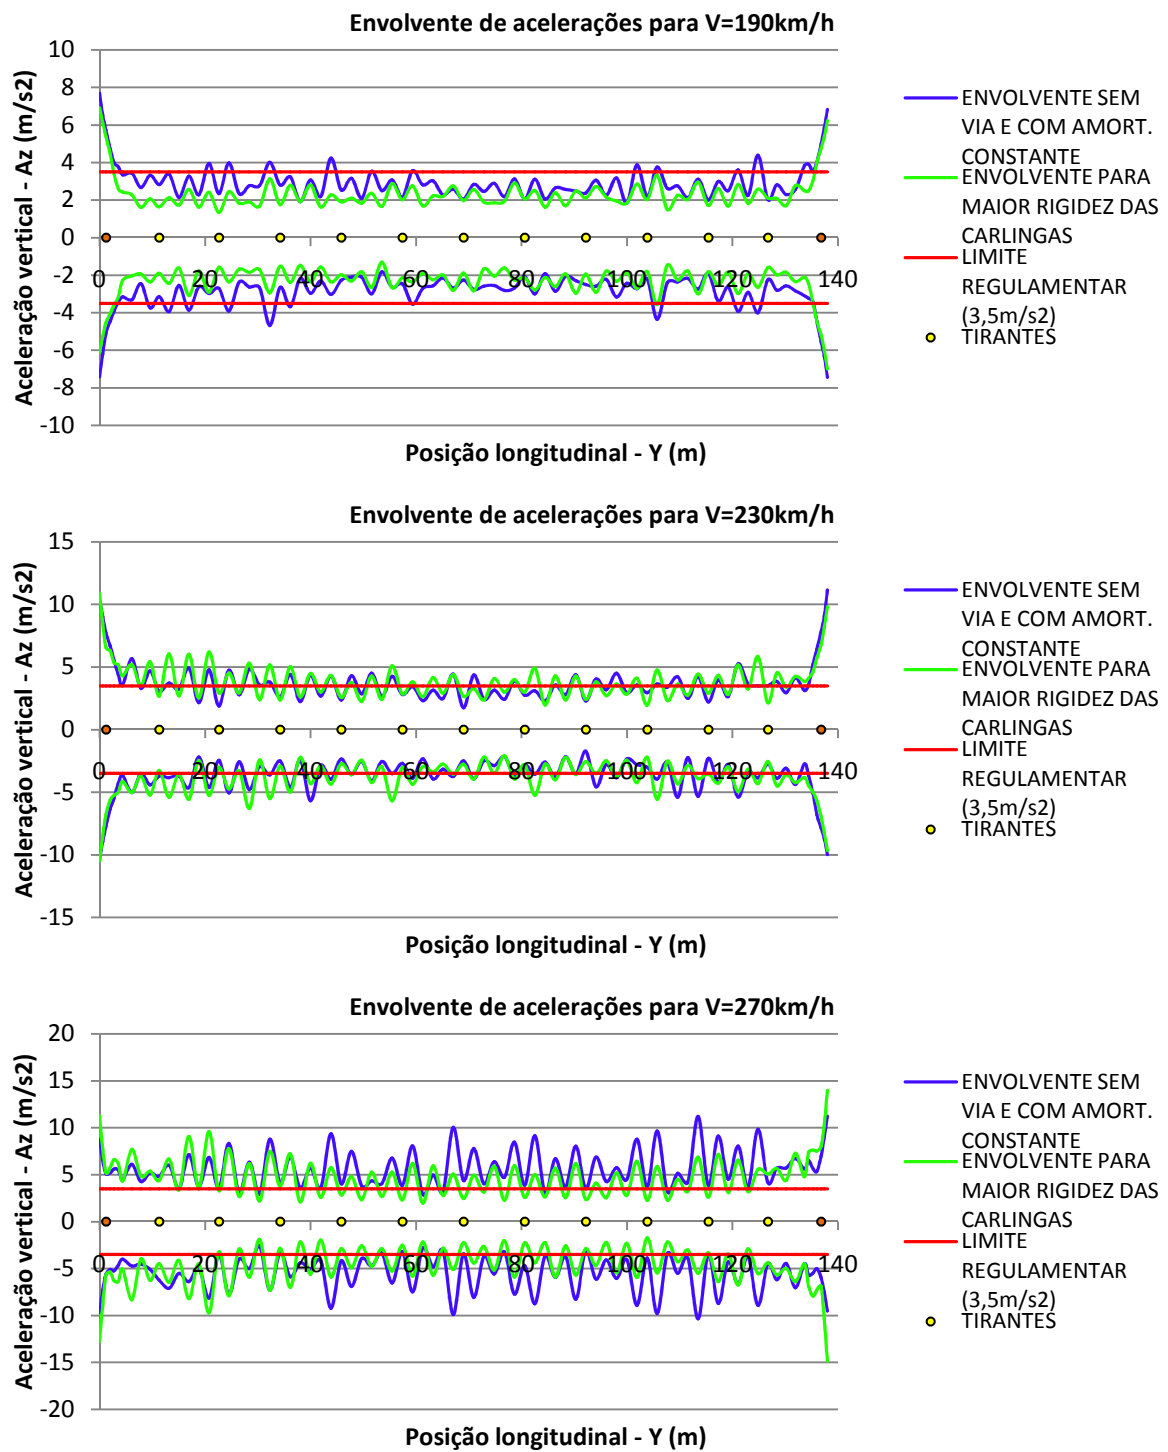 Envolvente de acelerações para V=190km/h
Aceleração vertical - Az (m/s2)
10
8
6
4
2
0
-2
-4
-6
-8
-10
0 20 40 60 80 100 120 140
Posição longitudinal - Y (m)
ENVOLVENTE SEM
VIA E COM AMORT.
CONSTANTE
ENVOLVENTE PARA
MAIOR RIGIDEZ DAS
CARLINGAS
LIMITE
REGULAMENTAR
(3,5m/s2)
TIRANTES
Envolvente de acelerações para V=230km/h
Aceleração vertical - Az (m/s2)
15
10
5
0
-5
-10
-15
0 20 40 60 80 100 120 140
Posição longitudinal - Y (m)
ENVOLVENTE SEM
VIA E COM AMORT.
CONSTANTE
ENVOLVENTE PARA
MAIOR RIGIDEZ DAS
CARLINGAS
LIMITE
REGULAMENTAR
(3,5m/s2)
TIRANTES
Envolvente de acelerações para V=270km/h
Aceleração vertical - Az (m/s2)
20
15
10
5
0
-5
-10
-15
-20
0 20 40 60 80 100 120 140
Posição longitudinal - Y (m)
ENVOLVENTE SEM
VIA E COM AMORT.
CONSTANTE
ENVOLVENTE PARA
MAIOR RIGIDEZ DAS
CARLINGAS
LIMITE
REGULAMENTAR
(3,5m/s2)
TIRANTES